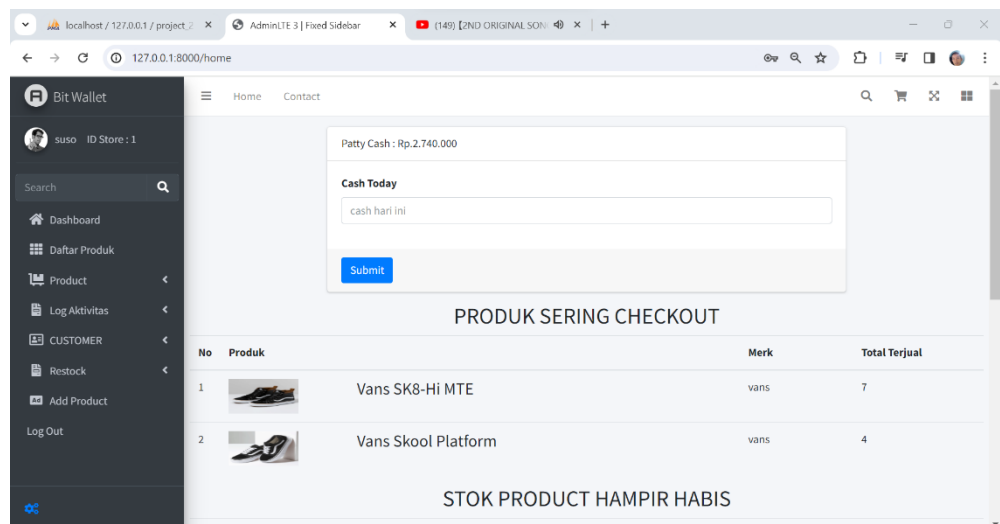 localhost / 127.0.0.1 / project_2
AdminLTE 3 | Fixed Sidebar
(149) 【2ND ORIGINAL SON
127.0.0.1:8000/home
Bit Wallet
Home Contact
suso ID Store : 1
Search
Dashboard
Daftar Produk
Product
Log Aktivitas
CUSTOMER
Restock
Ad Add Product
Log Out
Patty Cash : Rp.2.740.000
Cash Today
cash hari ini
Submit
PRODUK SERING CHECKOUT
No Produk Merk Total Terjual
1 Vans SK8-Hi MTE vans 7
2 Vans Skool Platform vans 4
STOK PRODUCT HAMPIR HABIS